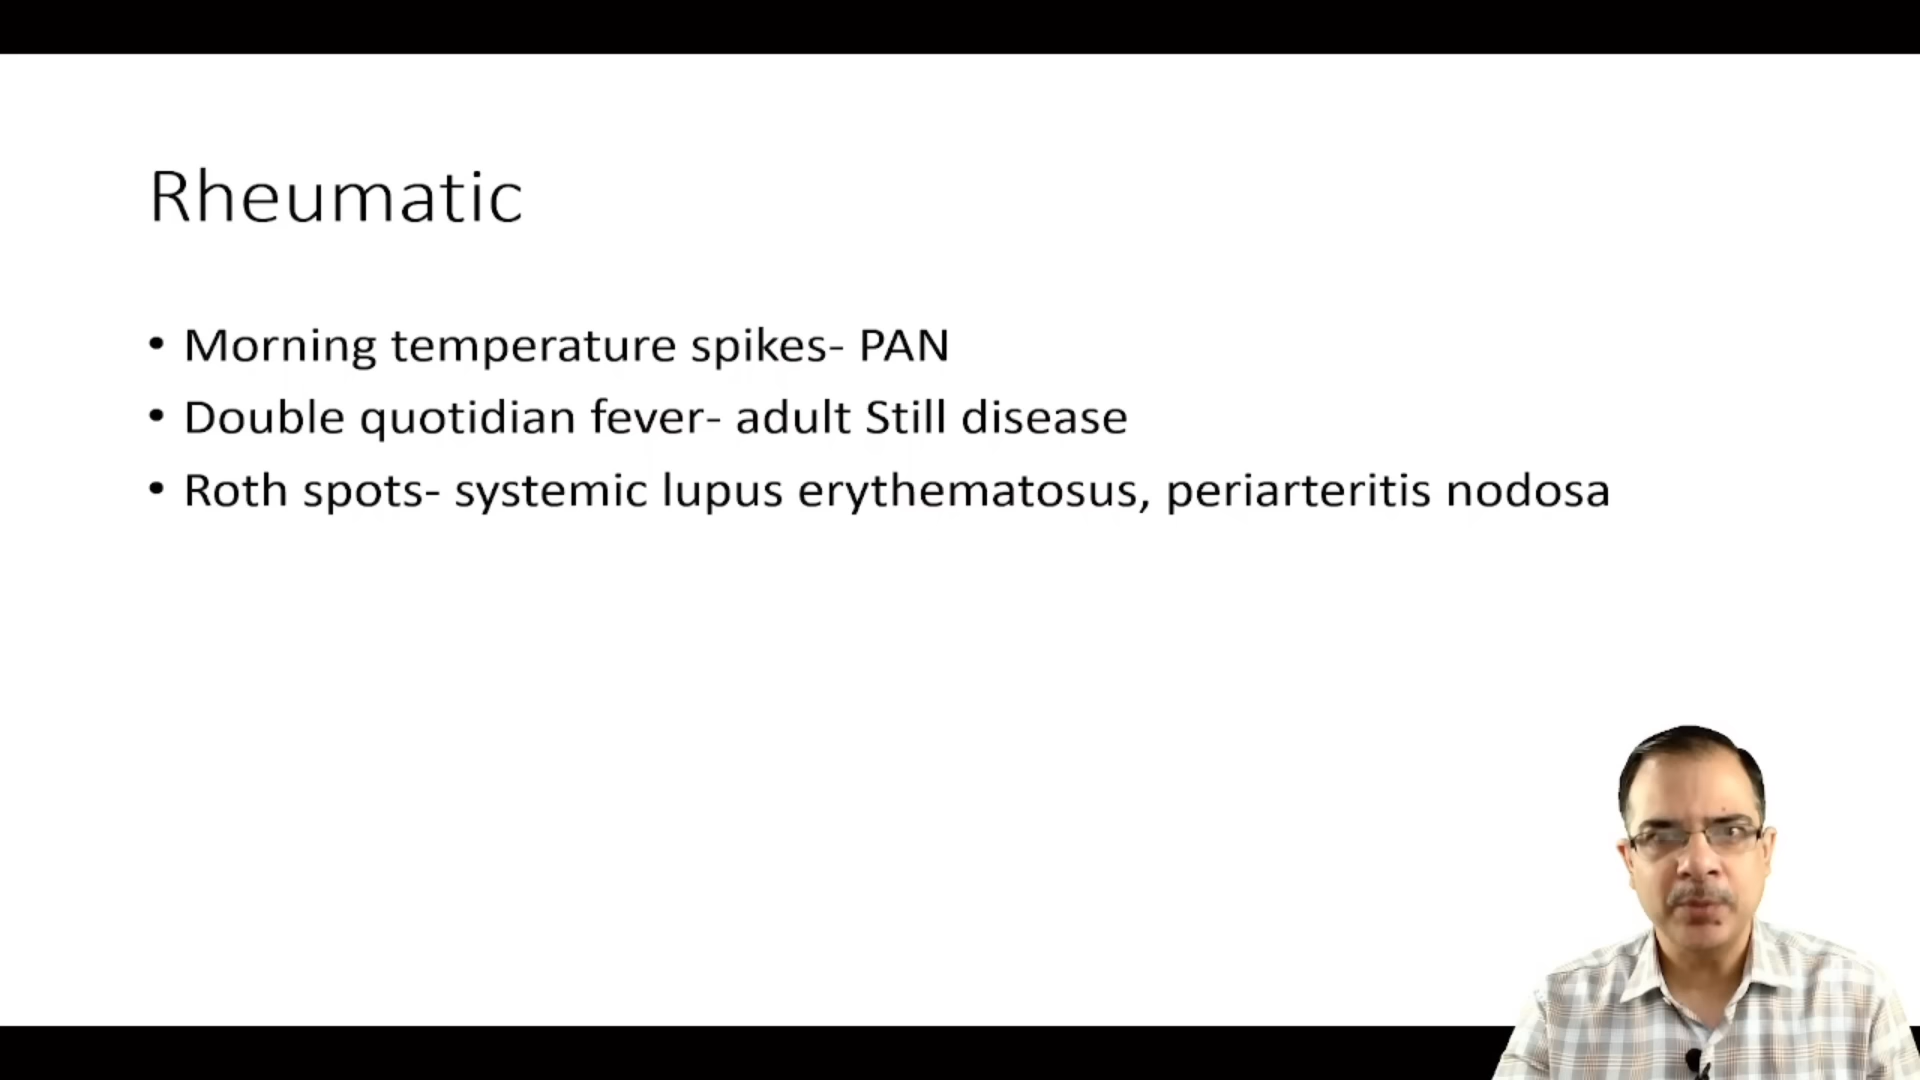 Rheumatic
• Morning temperature spikes- PAN
• Double quotidian fever- adult Still disease
• Roth spots- systemic lupus erythematosus, periarteritis nodosa